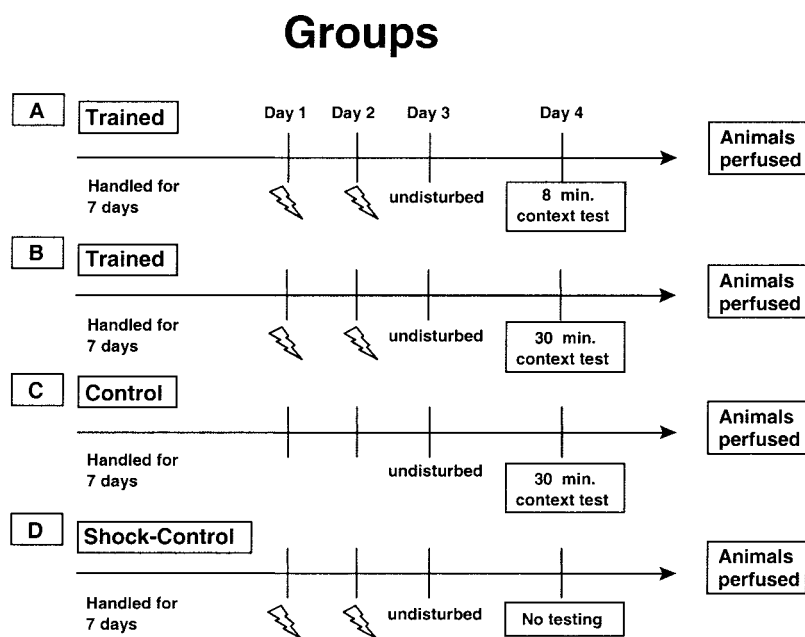 Groups
A
Trained
Day 1 Day 2 Day 3 Day 4
Animals
perfused
Handled for
7 days
undisturbed
8 min.
context test
B
Trained
Animals
perfused
Handled for
7 days
undisturbed
30 min.
context test
C
Control
Animals
perfused
Handled for
7 days
undisturbed
30 min.
context test
D
Shock-Control
Animals
perfused
Handled for
7 days
undisturbed
No testing